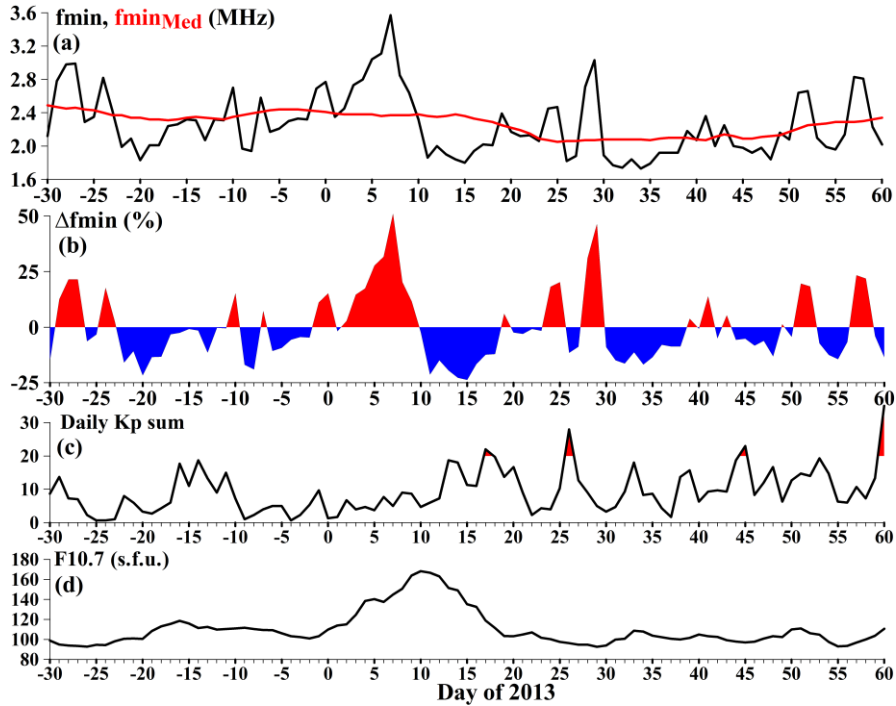 fmin, fminMed (MHz)
(a)
3.6
3.2
2.8
2.4
2.0
1.6
-30 -25 -20 -15 -10 -5 0 5 10 15 20 25 30 35 40 45 50 55 60
Δfmin (%)
(b)
50
25
0
-25
-30 -25 -20 -15 -10 -5 0 5 10 15 20 25 30 35 40 45 50 55 60
Daily Kp sum
(c)
30
20
10
0
-30 -25 -20 -15 -10 -5 0 5 10 15 20 25 30 35 40 45 50 55 60
F10.7 (s.f.u.)
(d)
180
160
140
120
100
80
-30 -25 -20 -15 -10 -5 0 5 10 15 20 25 30 35 40 45 50 55 60
Day of 2013